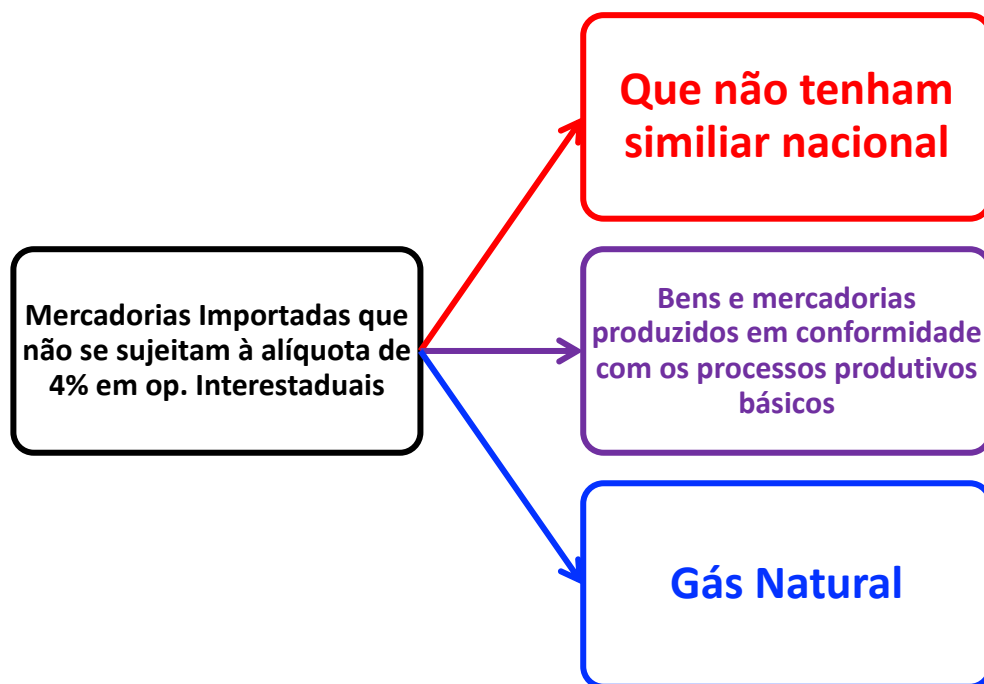 Que não tenham
similiar nacional
Mercadorias Importadas que
não se sujeitam à alíquota de
4% em op. Interestaduais
Bens e mercadorias
produzidos em conformidade
com os processos produtivos
básicos
Gás Natural